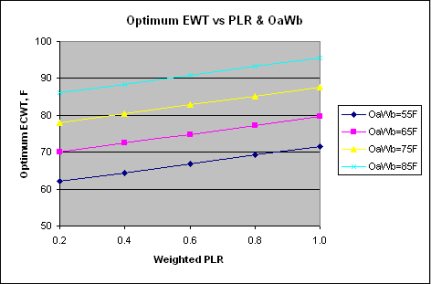 Optimum EWT vs PLR & OaWb
Optimum ECWT, F
100
90
80
70
60
50
0.2 0.4 0.6 0.8 1.0
Weighted PLR
OaWb=55F
OaWb=65F
OaWb=75F
OaWb=85F